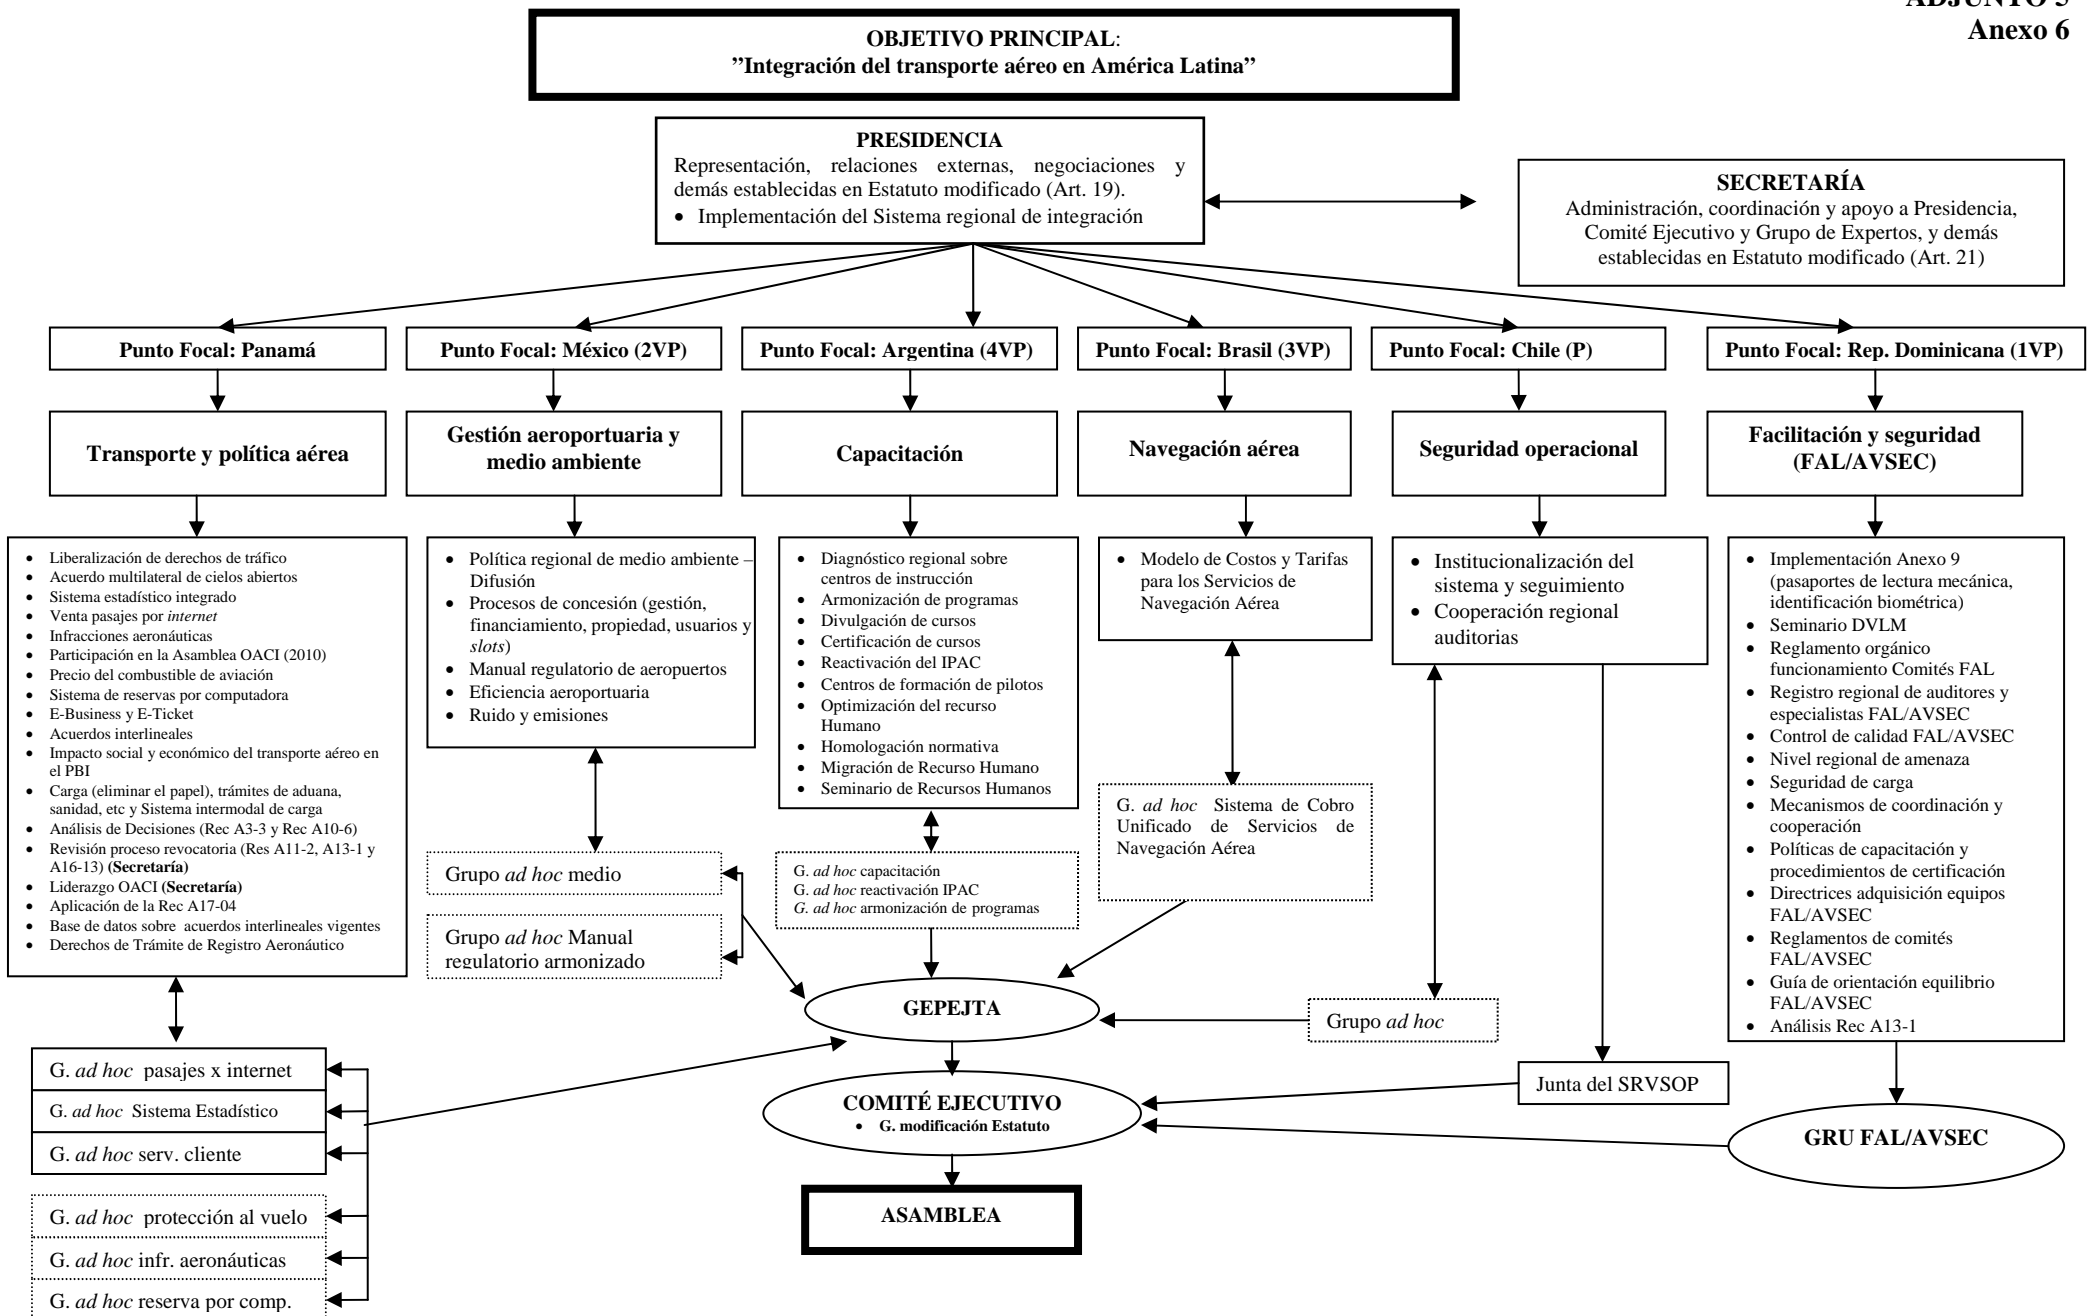 ADJUNTO 5
Anexo 6
OBJETIVO PRINCIPAL:
”Integración del transporte aéreo en América Latina”
PRESIDENCIA
Representación, relaciones externas, negociaciones y
demás establecidas en Estatuto modificado (Art. 19).
• Implementación del Sistema regional de integración
SECRETARÍA
Administración, coordinación y apoyo a Presidencia,
Comité Ejecutivo y Grupo de Expertos, y demás
establecidas en Estatuto modificado (Art. 21)
Punto Focal: Panamá
Punto Focal: México (2VP)
Punto Focal: Argentina (4VP)
Punto Focal: Brasil (3VP)
Punto Focal: Chile (P)
Punto Focal: Rep. Dominicana (1VP)
Transporte y política aérea
Gestión aeroportuaria y
medio ambiente
Capacitación
Navegación aérea
Seguridad operacional
Facilitación y seguridad
(FAL/AVSEC)
• Liberalización de derechos de tráfico
• Acuerdo multilateral de cielos abiertos
• Sistema estadístico integrado
• Venta pasajes por internet
• Infracciones aeronáuticas
• Participación en la Asamblea OACI (2010)
• Precio del combustible de aviación
• Sistema de reservas por computadora
• E-Business y E-Ticket
• Acuerdos interlineales
• Impacto social y económico del transporte aéreo en
el PBI
• Carga (eliminar el papel), trámites de aduana,
sanidad, etc y Sistema intermodal de carga
• Análisis de Decisiones (Rec A3-3 y Rec A10-6)
• Revisión proceso revocatoria (Res A11-2, A13-1 y
A16-13) (Secretaría)
• Liderazgo OACI (Secretaría)
• Aplicación de la Rec A17-04
• Base de datos sobre acuerdos interlineales vigentes
• Derechos de Trámite de Registro Aeronáutico
• Política regional de medio ambiente –
Difusión
• Procesos de concesión (gestión,
financiamiento, propiedad, usuarios y
slots)
• Manual regulatorio de aeropuertos
• Eficiencia aeroportuaria
• Ruido y emisiones
• Diagnóstico regional sobre
centros de instrucción
• Armonización de programas
• Divulgación de cursos
• Certificación de cursos
• Reactivación del IPAC
• Centros de formación de pilotos
• Optimización del recurso
Humano
• Homologación normativa
• Migración de Recurso Humano
• Seminario de Recursos Humanos
• Modelo de Costos y Tarifas
para los Servicios de
Navegación Aérea
• Institucionalización del
sistema y seguimiento
• Cooperación regional
auditorias
• Implementación Anexo 9
(pasaportes de lectura mecánica,
identificación biométrica)
• Seminario DVLM
• Reglamento orgánico
funcionamiento Comités FAL
• Registro regional de auditores y
especialistas FAL/AVSEC
• Control de calidad FAL/AVSEC
• Nivel regional de amenaza
• Seguridad de carga
• Mecanismos de coordinación y
cooperación
• Políticas de capacitación y
procedimientos de certificación
• Directrices adquisición equipos
FAL/AVSEC
• Reglamentos de comités
FAL/AVSEC
• Guía de orientación equilibrio
FAL/AVSEC
• Análisis Rec A13-1
Grupo ad hoc medio
Grupo ad hoc Manual
regulatorio armonizado
G. ad hoc capacitación
G. ad hoc reactivación IPAC
G. ad hoc armonización de programas
G. ad hoc Sistema de Cobro
Unificado de Servicios de
Navegación Aérea
GEPEJTA
Grupo ad hoc
G. ad hoc pasajes x internet
G. ad hoc Sistema Estadístico
G. ad hoc serv. cliente
G. ad hoc protección al vuelo
G. ad hoc infr. aeronáuticas
G. ad hoc reserva por comp.
COMITÉ EJECUTIVO
• G. modificación Estatuto
Junta del SRVSOP
GRU FAL/AVSEC
ASAMBLEA